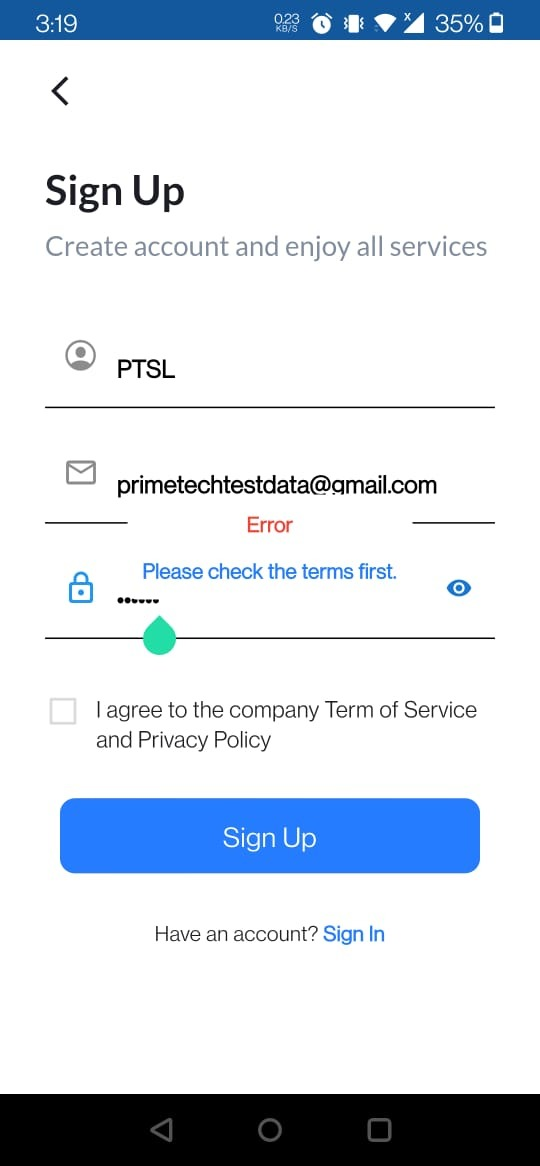 3:19
0.23
KB/S
x
35%
Sign Up
Create account and enjoy all services
PTSL
primetechtestdata@gmail.com
Error
Please check the terms first.
I agree to the company Term of Service
and Privacy Policy
Sign Up
Have an account? Sign In